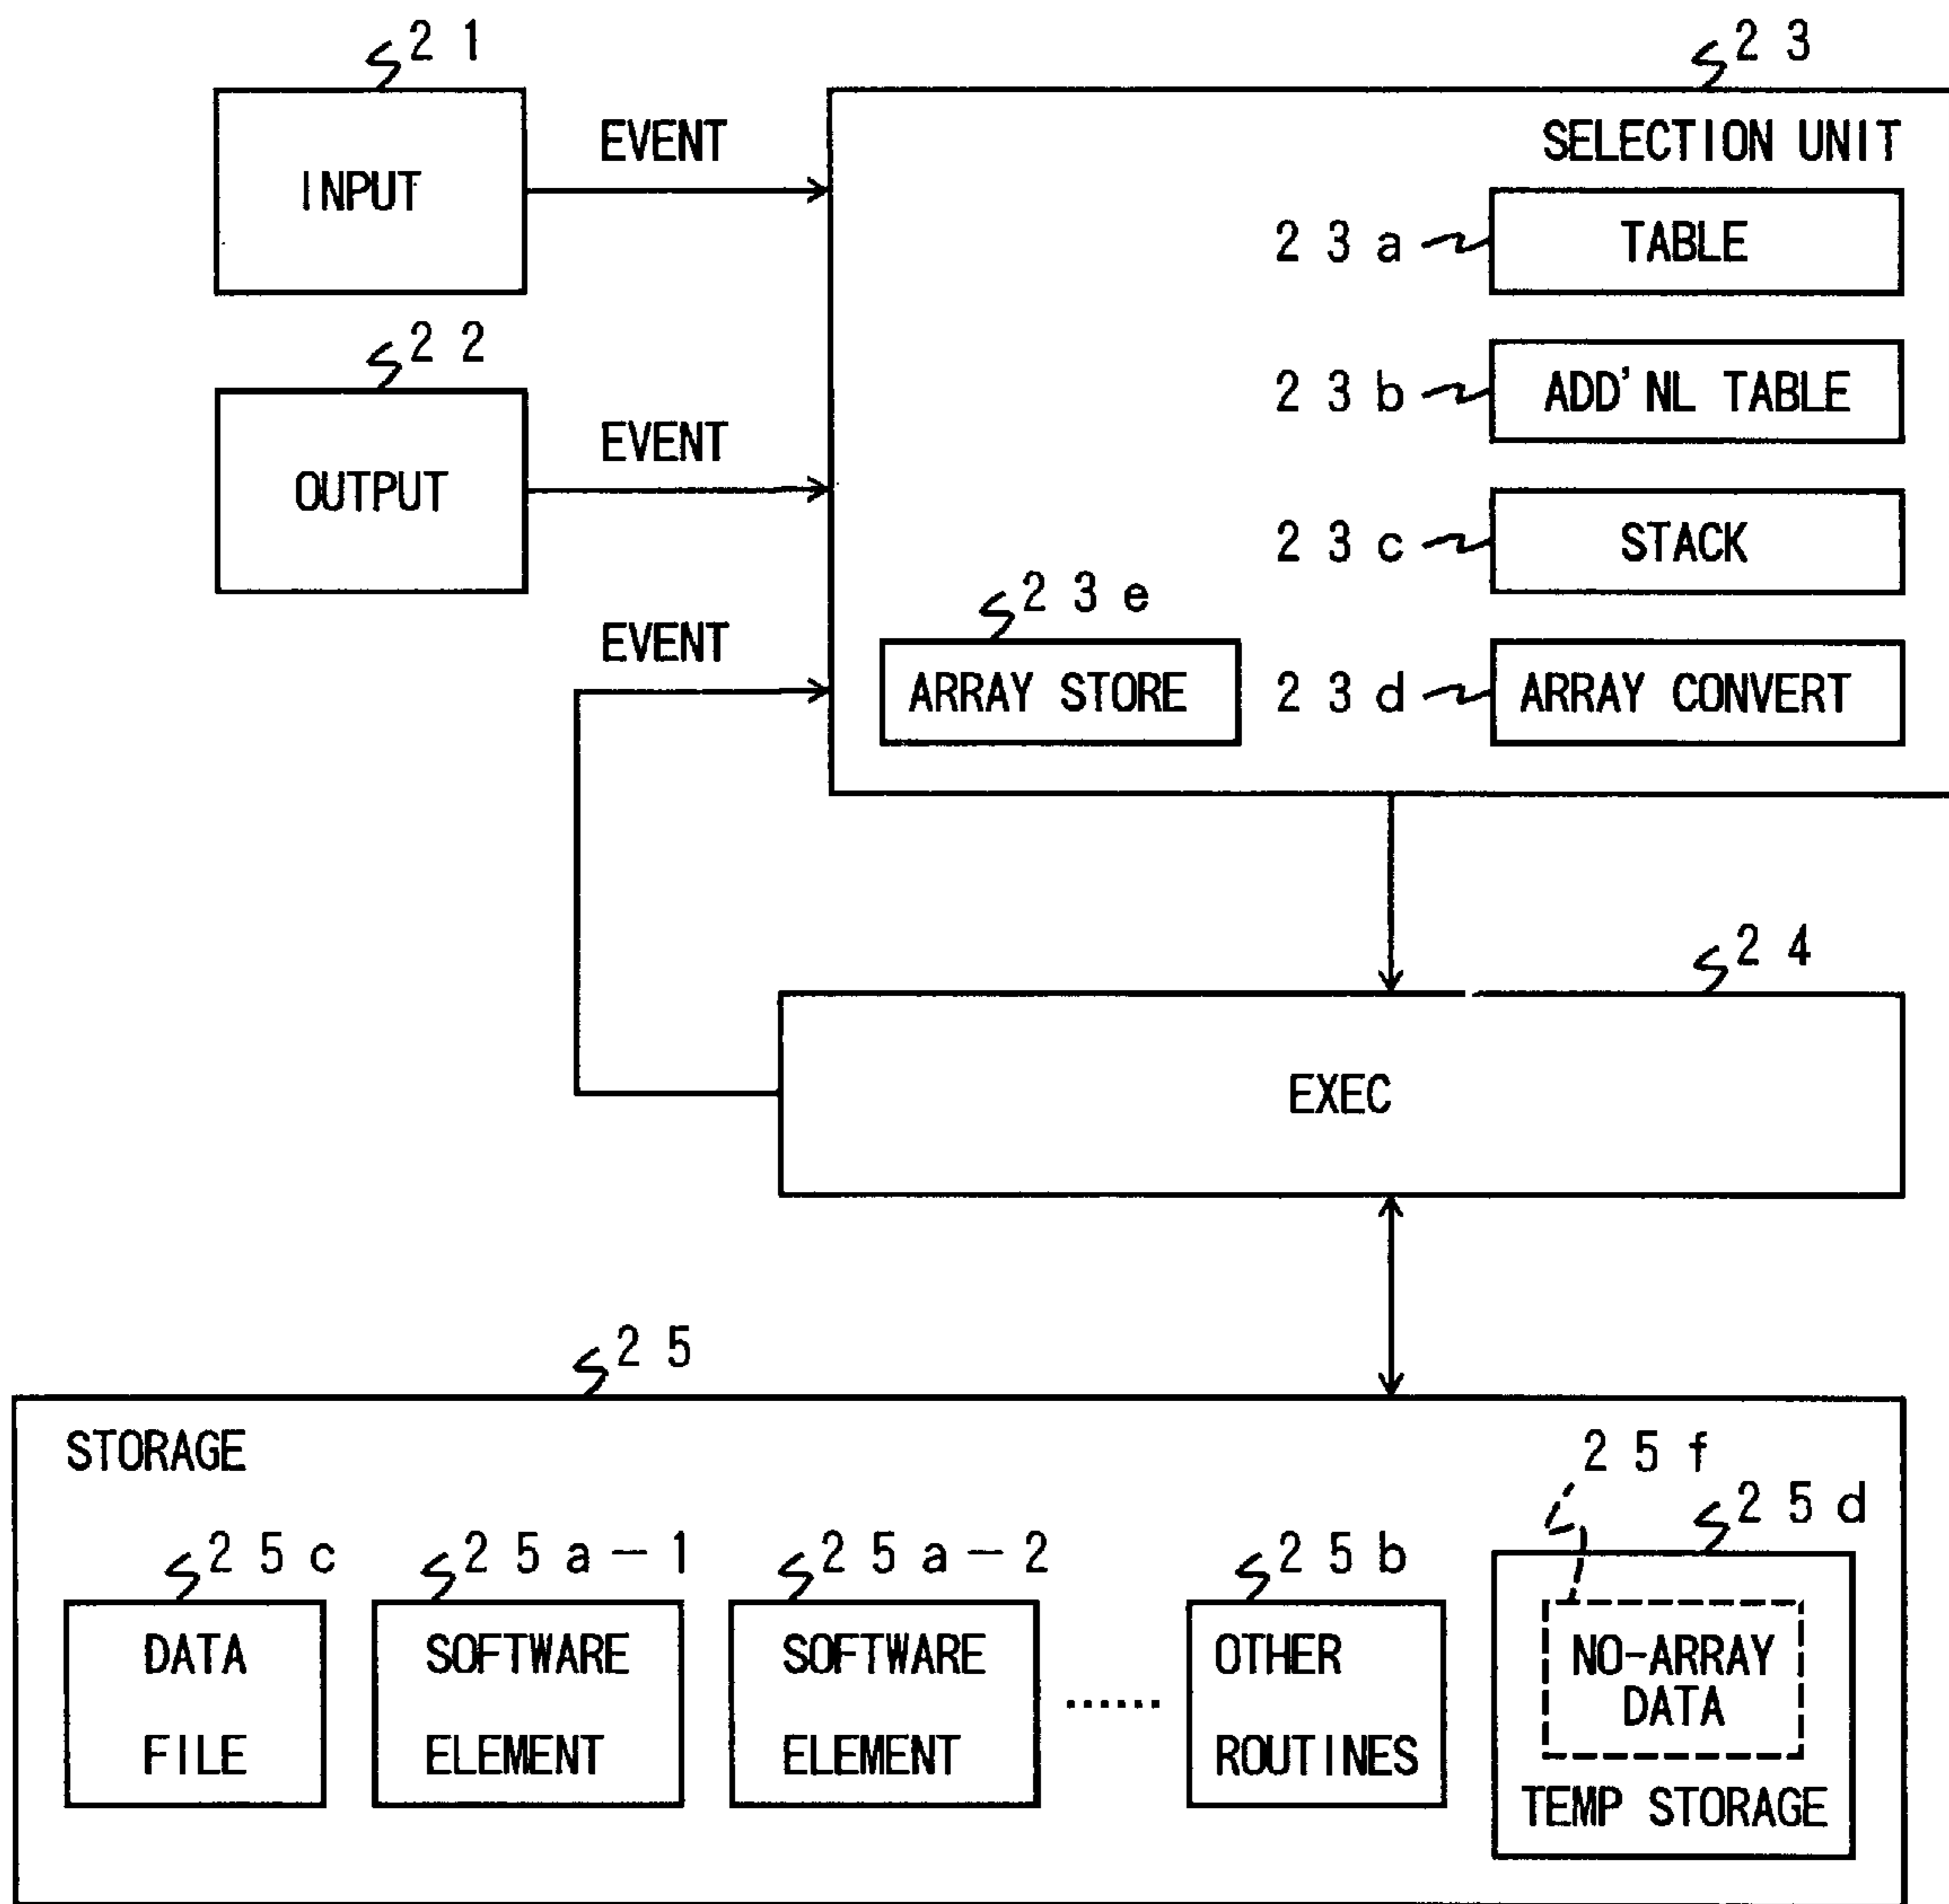 21
23
INPUT
EVENT
SELECTION UNIT
23a
TABLE
22
23b
ADD'NL TABLE
OUTPUT
EVENT
23c
STACK
23e
EVENT
ARRAY STORE
23d
ARRAY CONVERT
24
EXEC
25
STORAGE
25f
25d
25c
25a-1
25a-2
25b
DATA
FILE
SOFTWARE
ELEMENT
SOFTWARE
ELEMENT
......
OTHER
ROUTINES
NO-ARRAY
DATA
TEMP STORAGE